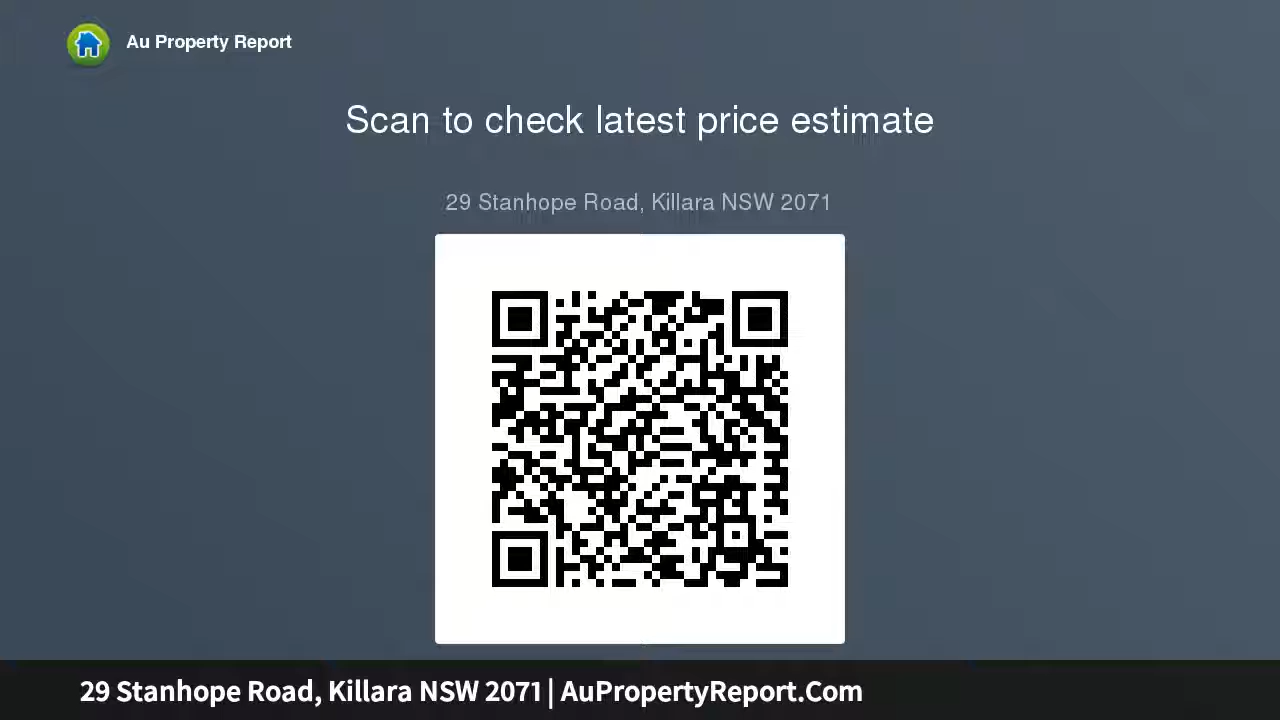 Au Property Report
Scan to check latest price estimate
29 Stanhope Road, Killara NSW 2071
29 Stanhope Road, Killara NSW 2071| AuPropertyReport.Com